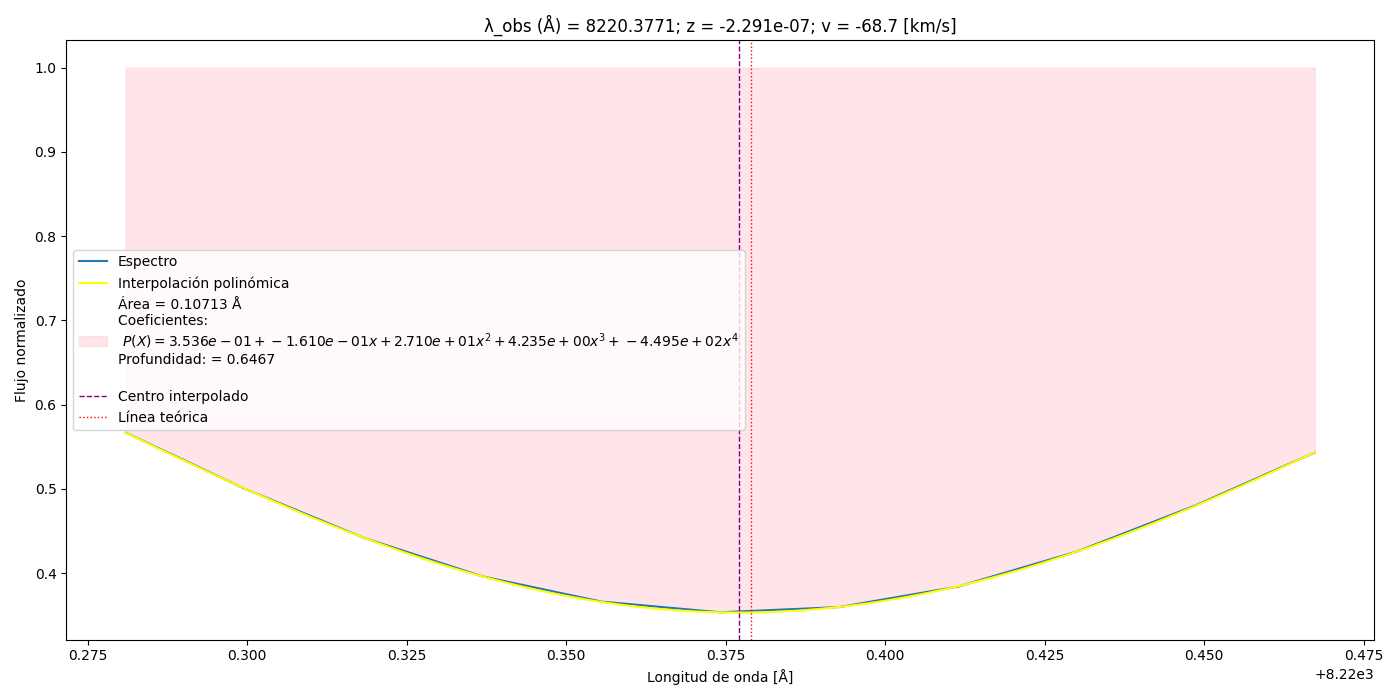 λ_obs (Å) = 8220.3771; z = -2.291e-07; v = -68.7 [km/s]
Flujo normalizado
1.0
0.9
0.8
0.7
0.6
0.5
0.4
Espectro
Interpolación polinómica
Área = 0.10713 Å
Coeficientes:
P(X) = 3.536e − 01 + − 1.610e − 01x + 2.710e + 01x² + 4.235e + 00x³ + − 4.495e + 02x⁴
Profundidad: = 0.6467
Centro interpolado
Línea teórica
0.275 0.300 0.325 0.350 0.375 0.400 0.425 0.450 0.475
+8.22e3
Longitud de onda [Å]